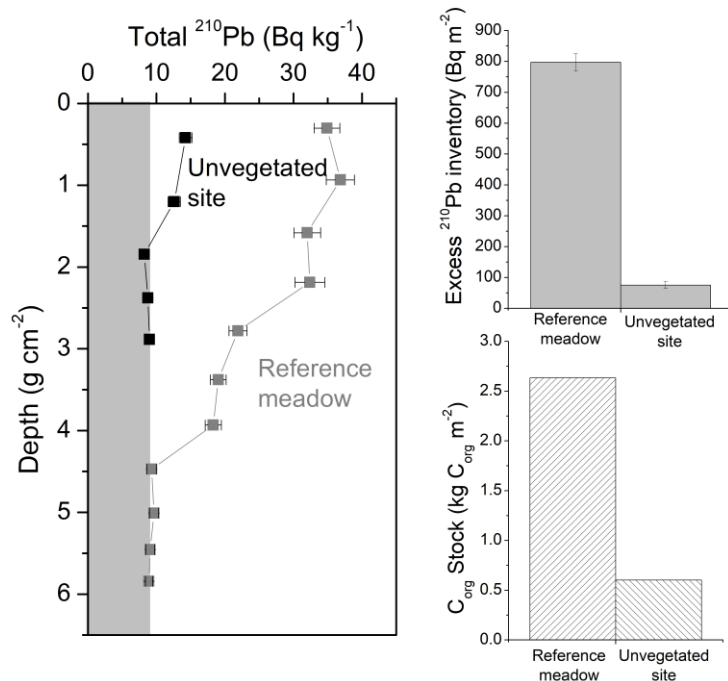 Total ²¹⁰Pb (Bq kg⁻¹)
0 10 20 30 40
0
1
2
3
4
5
6
Depth (g cm⁻²)
Unvegetated
site
Reference
meadow
Excess ²¹⁰Pb inventory (Bq m⁻²)
900
800
700
600
500
400
300
200
100
0
Reference
meadow
Unvegetated
site
C_org Stock (kg C_org m⁻²)
3.0
2.5
2.0
1.5
1.0
0.5
0.0
Reference
meadow
Unvegetated
site